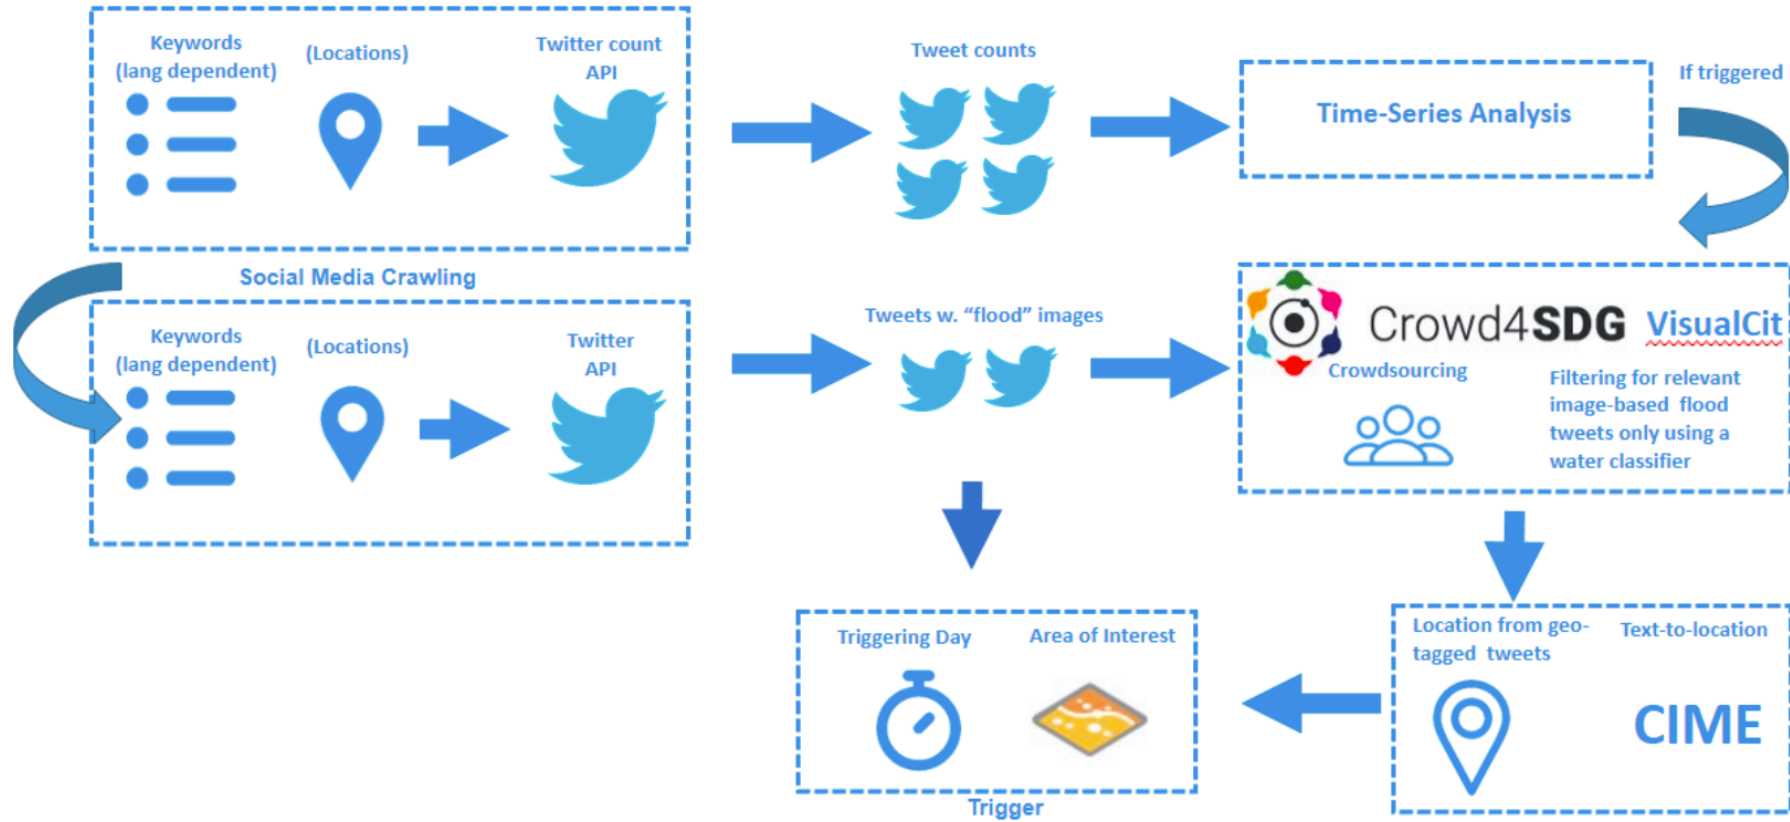 Keywords
(lang dependent)
(Locations)
Twitter count
API
Tweet counts
Time-Series Analysis
If triggered
Social Media Crawling
Keywords
(lang dependent)
(Locations)
Twitter
API
Tweets w. “flood” images
Crowd4SDG
VisualCit
Crowdsourcing
Filtering for relevant
image-based flood
tweets only using a
water classifier
Triggering Day
Area of Interest
Trigger
Location from geo-
tagged tweets
Text-to-location
CIME